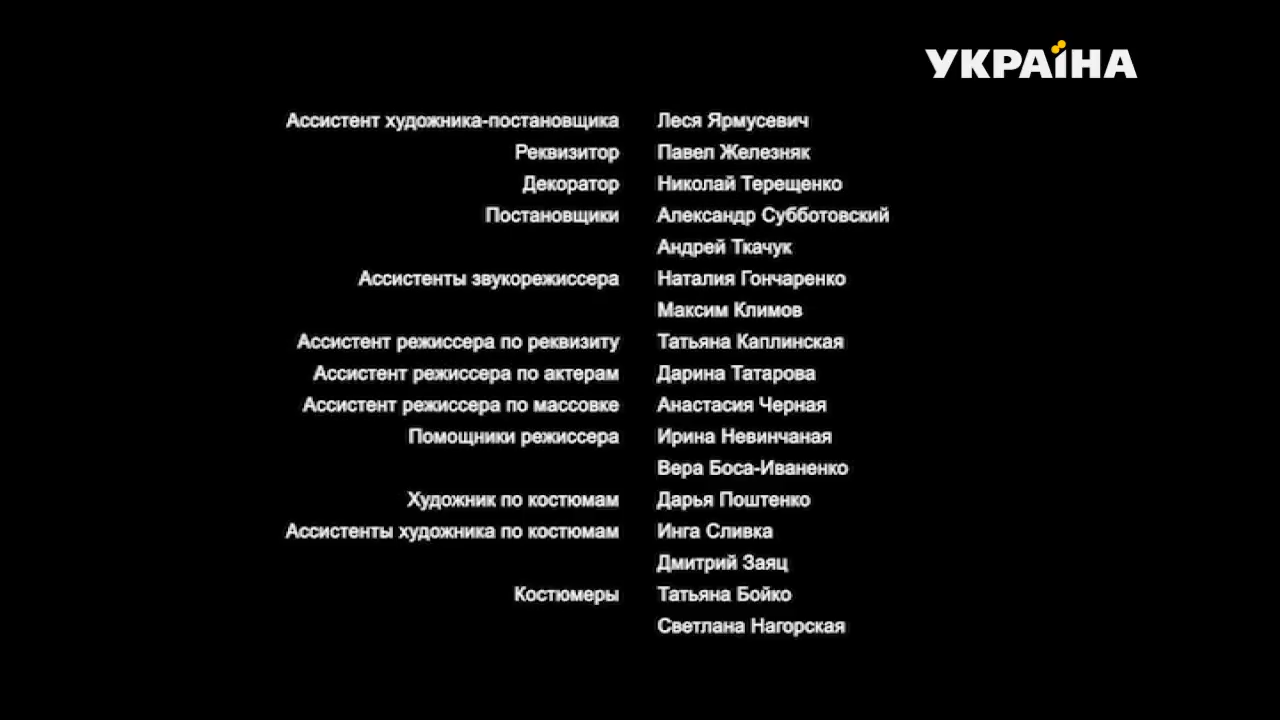 УКРАЇНА
Ассистент художника-постановщика Леся Ярмусевич
Реквизитор Павел Железняк
Декоратор Николай Терещенко
Постановщики Александр Субботовский
Андрей Ткачук
Ассистенты звукорежиссера Наталия Гончаренко
Максим Климов
Ассистент режиссера по реквизиту Татьяна Каплинская
Ассистент режиссера по актерам Дарина Татарова
Ассистент режиссера по массовке Анастасия Черная
Помощники режиссера Ирина Невинчаная
Вера Боса-Иваненко
Художник по костюмам Дарья Поштенко
Ассистенты художника по костюмам Инга Сливка
Дмитрий Заяц
Костюмеры Татьяна Бойко
Светлана Нагорская